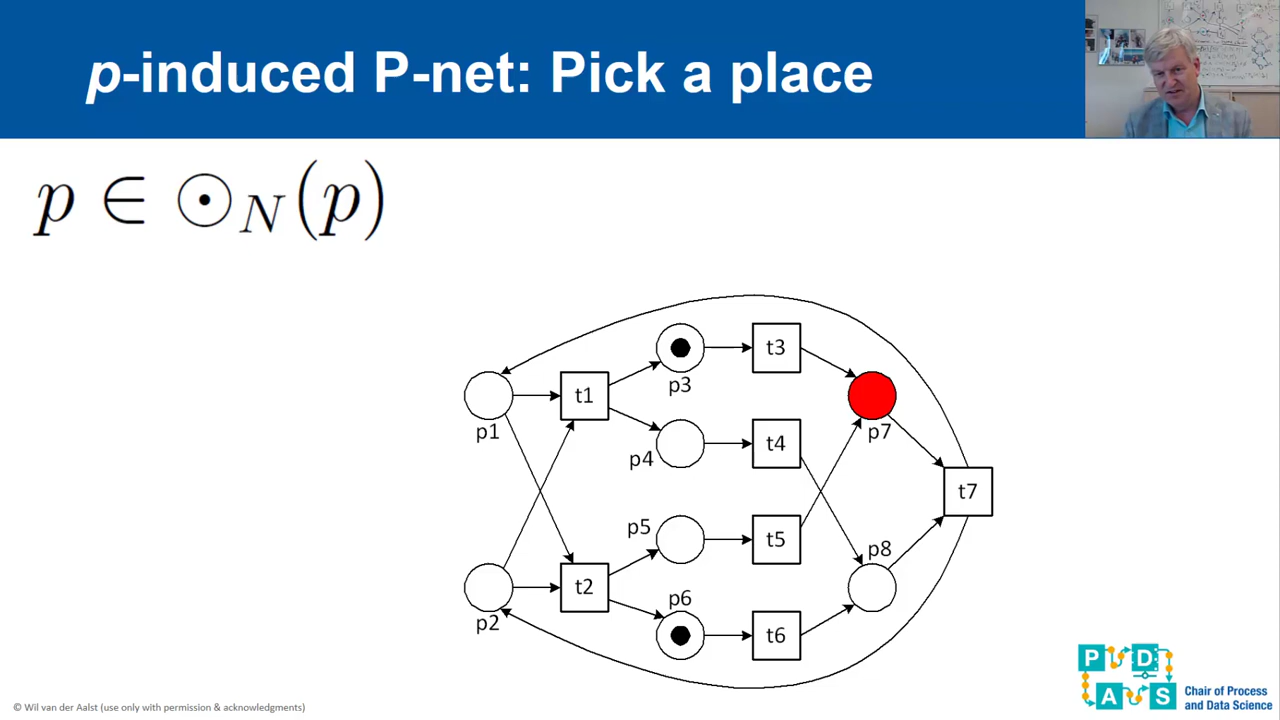 p-induced P-net: Pick a place
p ∈ ⊙N(p)
p3
t3
p1
t1
p7
p4
t4
t7
p5
t5
p8
p2
t2
p6
t6
P D
A S
Chair of Process
and Data Science
© Wil van der Aalst (use only with permission & acknowledgments)